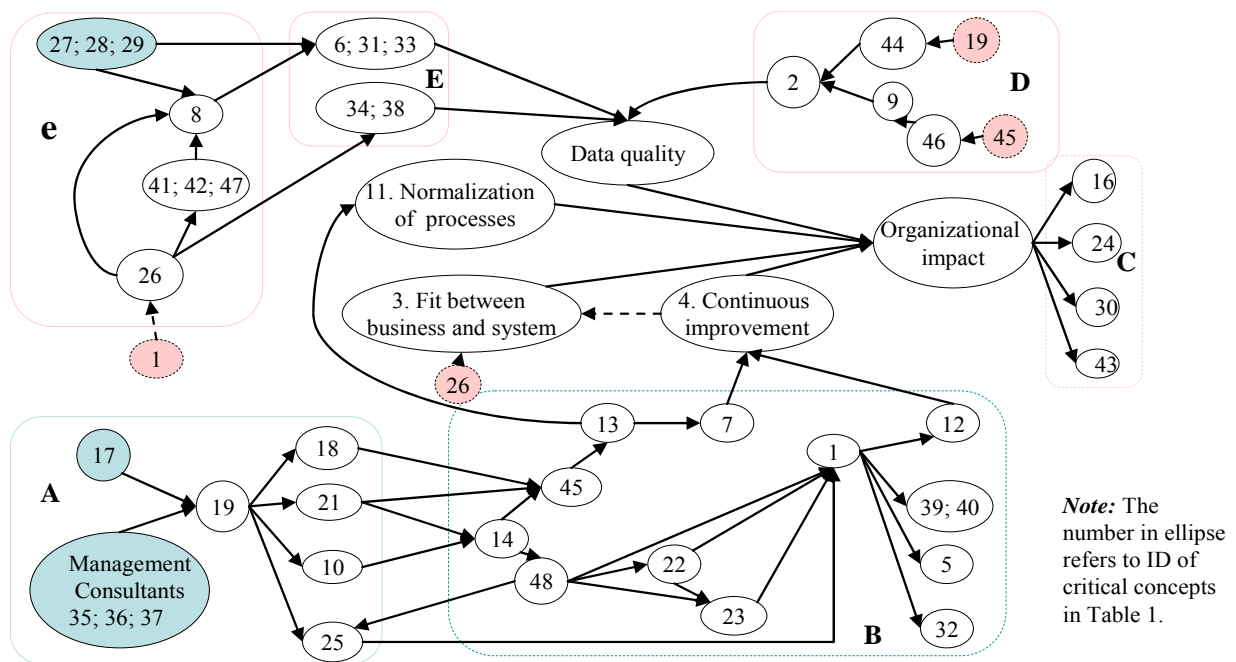 27; 28; 29
6; 31; 33
44
19
E
2
D
34; 38
9
8
e
46
45
Data quality
41; 42; 47
16
11. Normalization
of processes
Organizational
impact
24
C
26
3. Fit between
business and system
4. Continuous
improvement
30
1
43
26
13
7
12
17
18
1
A
19
21
45
39; 40
Note: The
number in ellipse
refers to ID of
critical concepts
in Table 1.
14
Management
Consultants
35; 36; 37
10
22
5
48
23
25
B
32